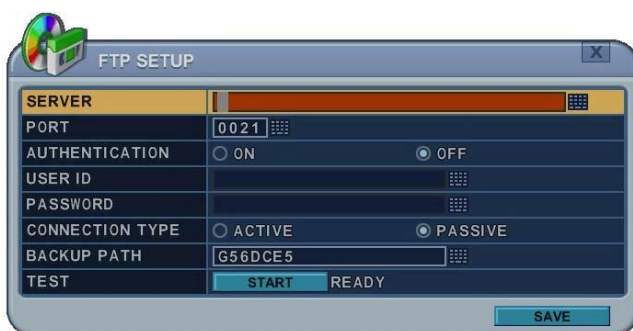 FTP SETUP X
SERVER
PORT 0021
AUTHENTICATION ON OFF
USER ID
PASSWORD
CONNECTION TYPE ACTIVE PASSIVE
BACKUP PATH G56DCE5
TEST START READY
SAVE